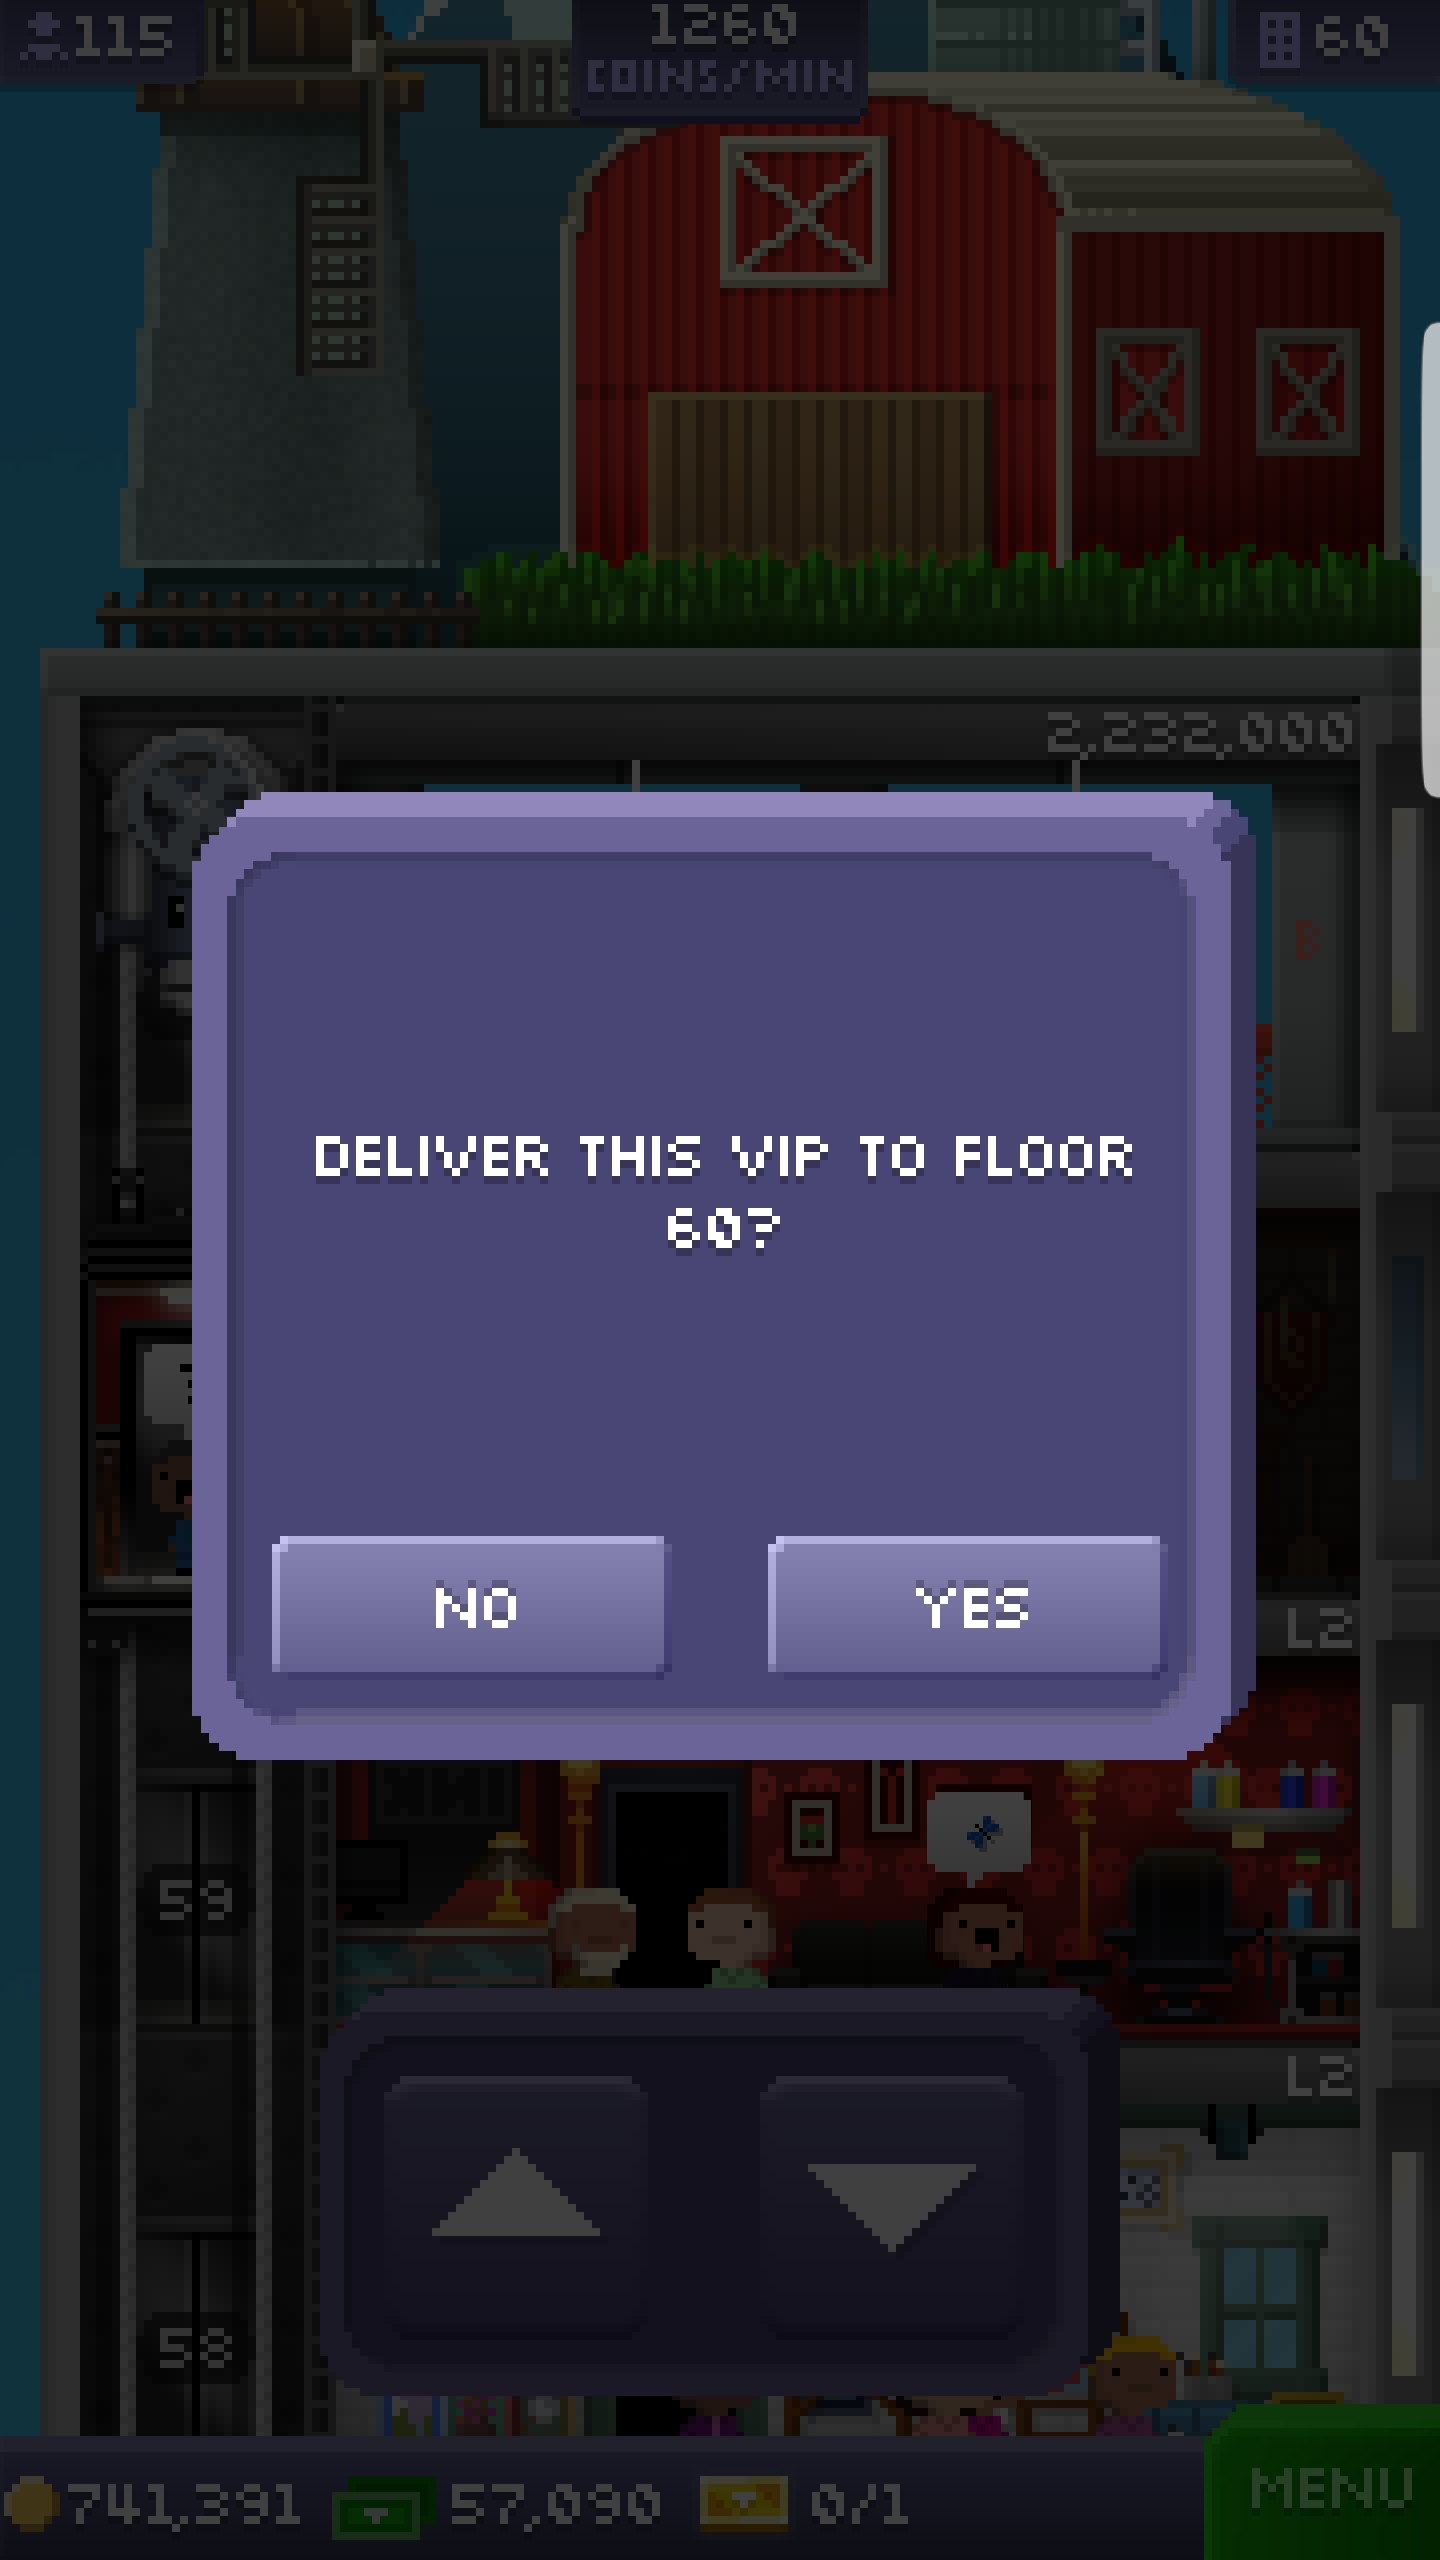 115
1260
COINS/MIN
60
2,232,000
B
DELIVER THIS VIP TO FLOOR
60?
NO
YES
L2
59
L2
58
741,391
57,090
0/1
MENU